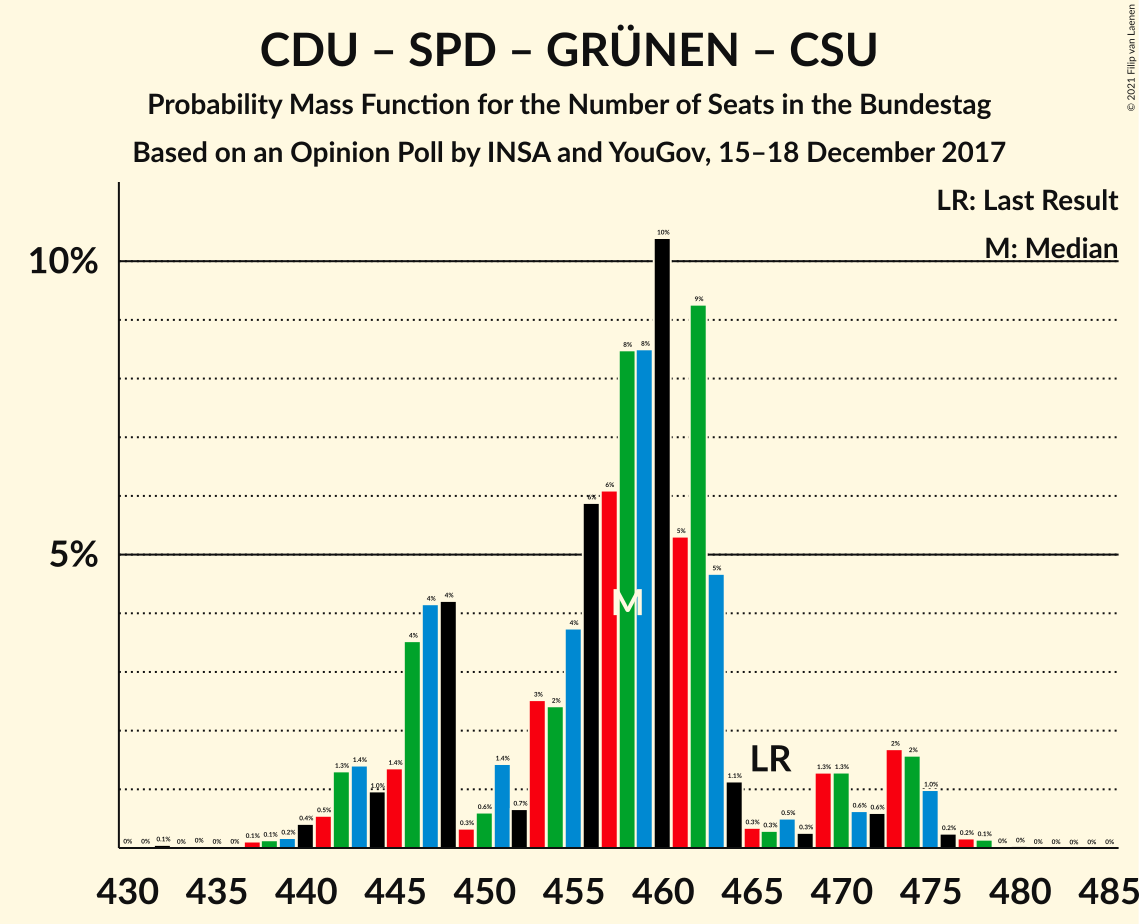 CDU – SPD – GRÜNEN – CSU
Probability Mass Function for the Number of Seats in the Bundestag
Based on an Opinion Poll by INSA and YouGov, 15–18 December 2017
© 2021 Filip van Laenen
LR: Last Result
M: Median
10%
5%
0% 0% 0.1% 0% 0% 0% 0% 0.1% 0.1% 0.2% 0.4% 0.5% 1.3% 1.4% 1.0% 1.4% 4% 4% 4% 0.3% 0.6% 1.4% 0.7% 3% 2% 4% 6% 6% 8% 8% 10% 5% 9% 5% 1.1% 0.3% 0.3% 0.5% 0.3% 1.3% 1.3% 0.6% 0.6% 2% 2% 1.0% 0.2% 0.2% 0.1% 0% 0% 0% 0% 0% 0% 0%
M
LR
430 435 440 445 450 455 460 465 470 475 480 485